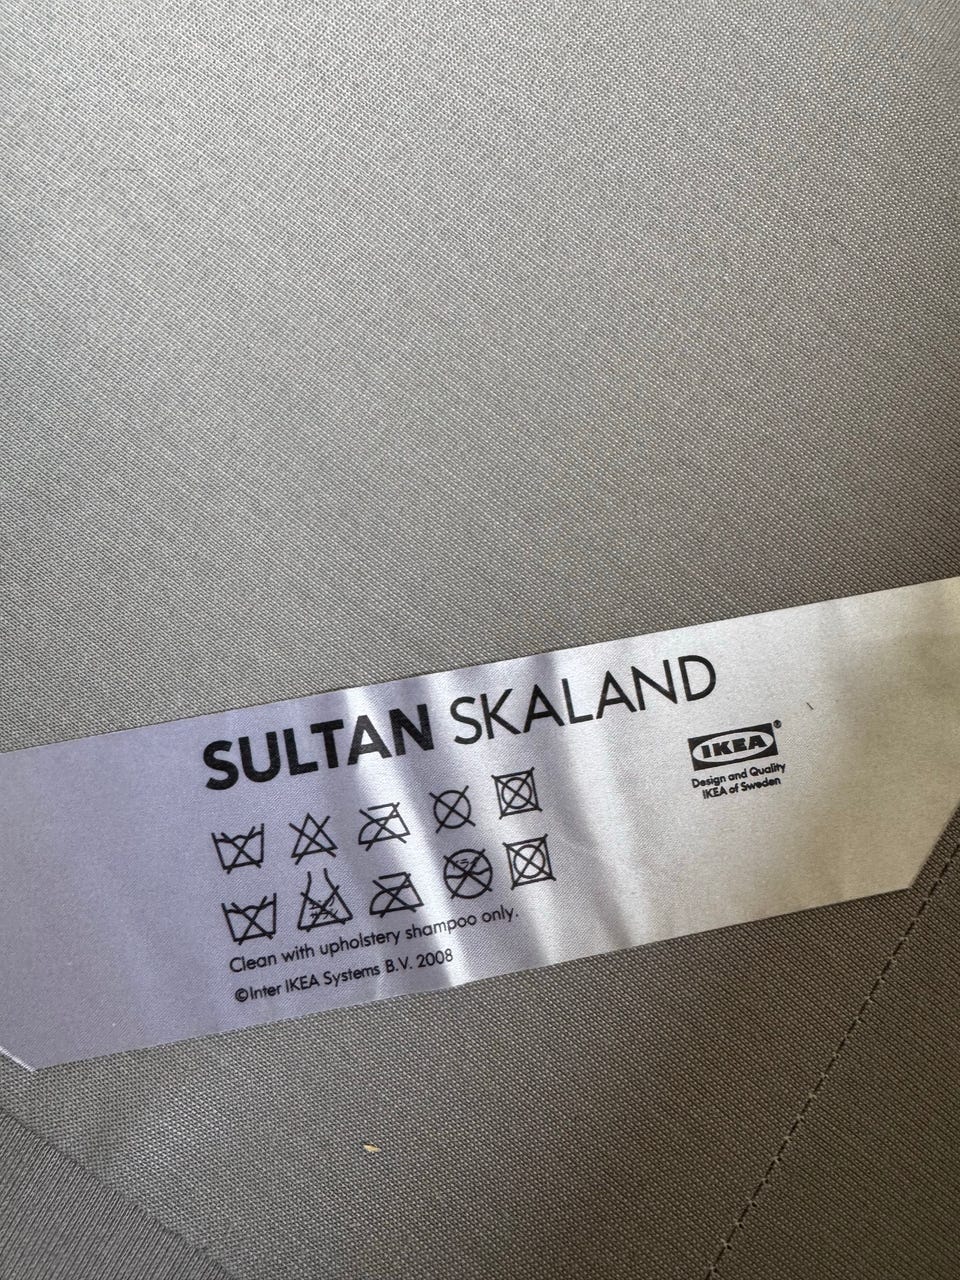 SULTAN SKALAND
IKEA®
Design and Quality
IKEA of Sweden
Clean with upholstery shampoo only.
©Inter IKEA Systems B.V. 2008